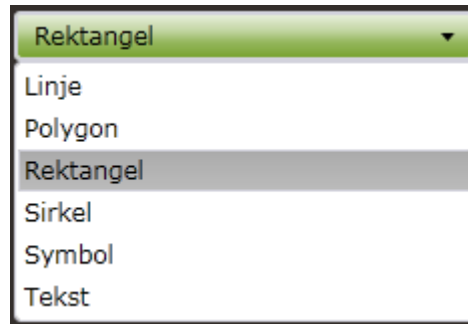 Rektangel
Linje
Polygon
Rektangel
Sirkel
Symbol
Tekst